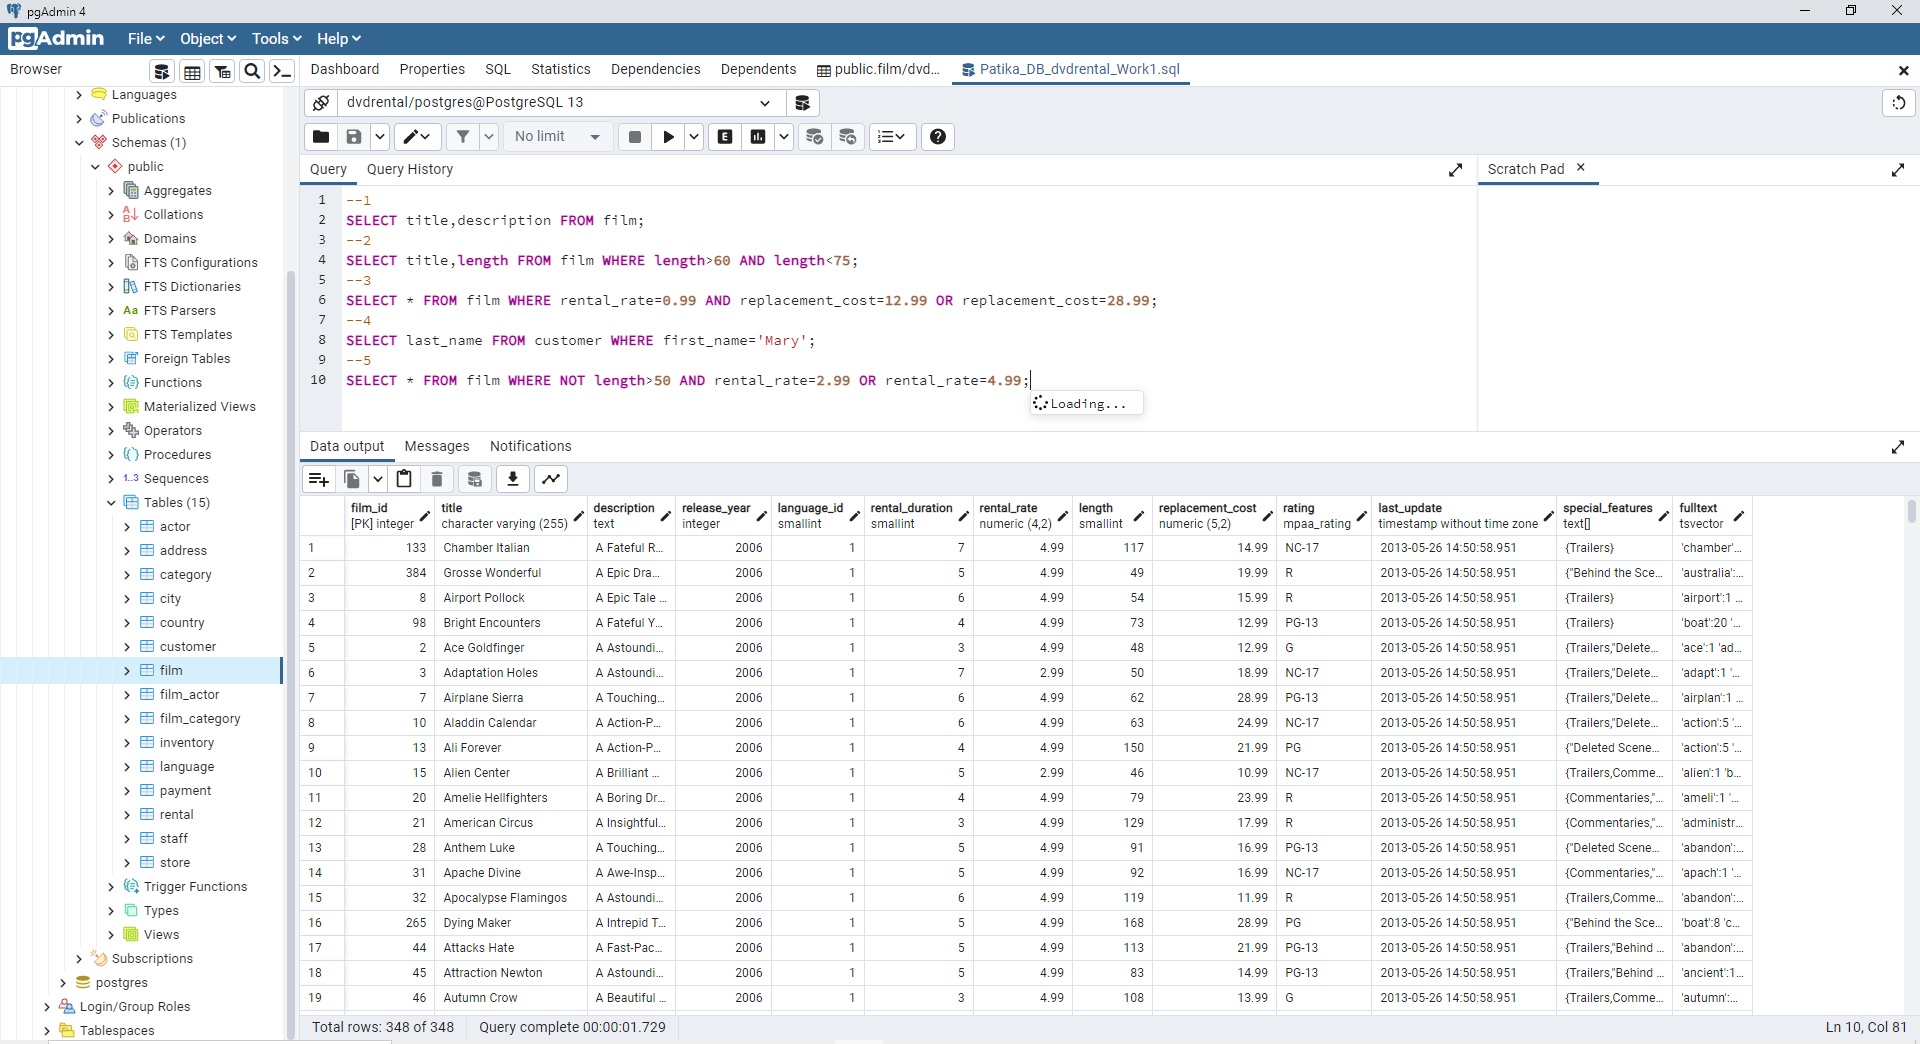 pgAdmin 4
pgAdmin File Object Tools Help
Browser
Dashboard Properties SQL Statistics Dependencies Dependents public.film/dvd... Patika_DB_dvdrental_Work1.sql
Languages
Publications
Schemas (1)
public
Aggregates
Collations
Domains
FTS Configurations
FTS Dictionaries
Aa FTS Parsers
FTS Templates
Foreign Tables
Functions
Materialized Views
Operators
Procedures
1..3 Sequences
Tables (15)
actor
address
category
city
country
customer
film
film_actor
film_category
inventory
language
payment
rental
staff
store
Trigger Functions
Types
Views
Subscriptions
postgres
Login/Group Roles
Tablespaces
dvdrental/postgres@PostgreSQL 13
No limit
E
Query Query History
Scratch Pad
1 --1
2 SELECT title,description FROM film;
3 --2
4 SELECT title,length FROM film WHERE length>60 AND length<75;
5 --3
6 SELECT * FROM film WHERE rental_rate=0.99 AND replacement_cost=12.99 OR replacement_cost=28.99;
7 --4
8 SELECT last_name FROM customer WHERE first_name='Mary';
9 --5
10 SELECT * FROM film WHERE NOT length>50 AND rental_rate=2.99 OR rental_rate=4.99;
Loading...
Data output Messages Notifications
film_id title description release_year language_id rental_duration rental_rate length replacement_cost rating last_update special_features fulltext
[PK] integer character varying (255) text integer smallint smallint numeric (4,2) smallint numeric (5,2) mpaa_rating timestamp without time zone text[] tsvector
1 133 Chamber Italian A Fateful R... 2006 1 7 4.99 117 14.99 NC-17 2013-05-26 14:50:58.951 {Trailers} 'chamber'...
2 384 Grosse Wonderful A Epic Dra... 2006 1 5 4.99 49 19.99 R 2013-05-26 14:50:58.951 {"Behind the Sce... 'australia':...
3 8 Airport Pollock A Epic Tale ... 2006 1 6 4.99 54 15.99 R 2013-05-26 14:50:58.951 {Trailers} 'airport':1 ...
4 98 Bright Encounters A Fateful Y... 2006 1 4 4.99 73 12.99 PG-13 2013-05-26 14:50:58.951 {Trailers} 'boat':20 '...
5 2 Ace Goldfinger A Astoundi... 2006 1 3 4.99 48 12.99 G 2013-05-26 14:50:58.951 {Trailers,"Delete... 'ace':1 'ad...
6 3 Adaptation Holes A Astoundi... 2006 1 7 2.99 50 18.99 NC-17 2013-05-26 14:50:58.951 {Trailers,"Delete... 'adapt':1 '...
7 7 Airplane Sierra A Touching... 2006 1 6 4.99 62 28.99 PG-13 2013-05-26 14:50:58.951 {Trailers,"Delete... 'airplan':1 ...
8 10 Aladdin Calendar A Action-P... 2006 1 6 4.99 63 24.99 NC-17 2013-05-26 14:50:58.951 {Trailers,"Delete... 'action':5 '...
9 13 Ali Forever A Action-P... 2006 1 4 4.99 150 21.99 PG 2013-05-26 14:50:58.951 {"Deleted Scene... 'action':5 '...
10 15 Alien Center A Brilliant ... 2006 1 5 2.99 46 10.99 NC-17 2013-05-26 14:50:58.951 {Trailers,Comme... 'alien':1 'b...
11 20 Amelie Hellfighters A Boring Dr... 2006 1 4 4.99 79 23.99 R 2013-05-26 14:50:58.951 {Commentaries,"... 'ameli':1 '...
12 21 American Circus A Insightful... 2006 1 3 4.99 129 17.99 R 2013-05-26 14:50:58.951 {Commentaries,"... 'administr...
13 28 Anthem Luke A Touching... 2006 1 5 4.99 91 16.99 PG-13 2013-05-26 14:50:58.951 {"Deleted Scene... 'abandon':...
14 31 Apache Divine A Awe-Insp... 2006 1 5 4.99 92 16.99 NC-17 2013-05-26 14:50:58.951 {Commentaries,"... 'apach':1 '...
15 32 Apocalypse Flamingos A Astoundi... 2006 1 6 4.99 119 11.99 R 2013-05-26 14:50:58.951 {Trailers,Comme... 'abandon':...
16 265 Dying Maker A Intrepid T... 2006 1 5 4.99 168 28.99 PG 2013-05-26 14:50:58.951 {"Behind the Sce... 'boat':8 'c...
17 44 Attacks Hate A Fast-Pac... 2006 1 5 4.99 113 21.99 PG-13 2013-05-26 14:50:58.951 {Trailers,"Behind ... 'abandon':...
18 45 Attraction Newton A Astoundi... 2006 1 5 4.99 83 14.99 PG-13 2013-05-26 14:50:58.951 {Trailers,"Behind ... 'ancient':1...
19 46 Autumn Crow A Beautiful ... 2006 1 3 4.99 108 13.99 G 2013-05-26 14:50:58.951 {Trailers,Comme... 'autumn':...
Total rows: 348 of 348 Query complete 00:00:01.729 Ln 10, Col 81